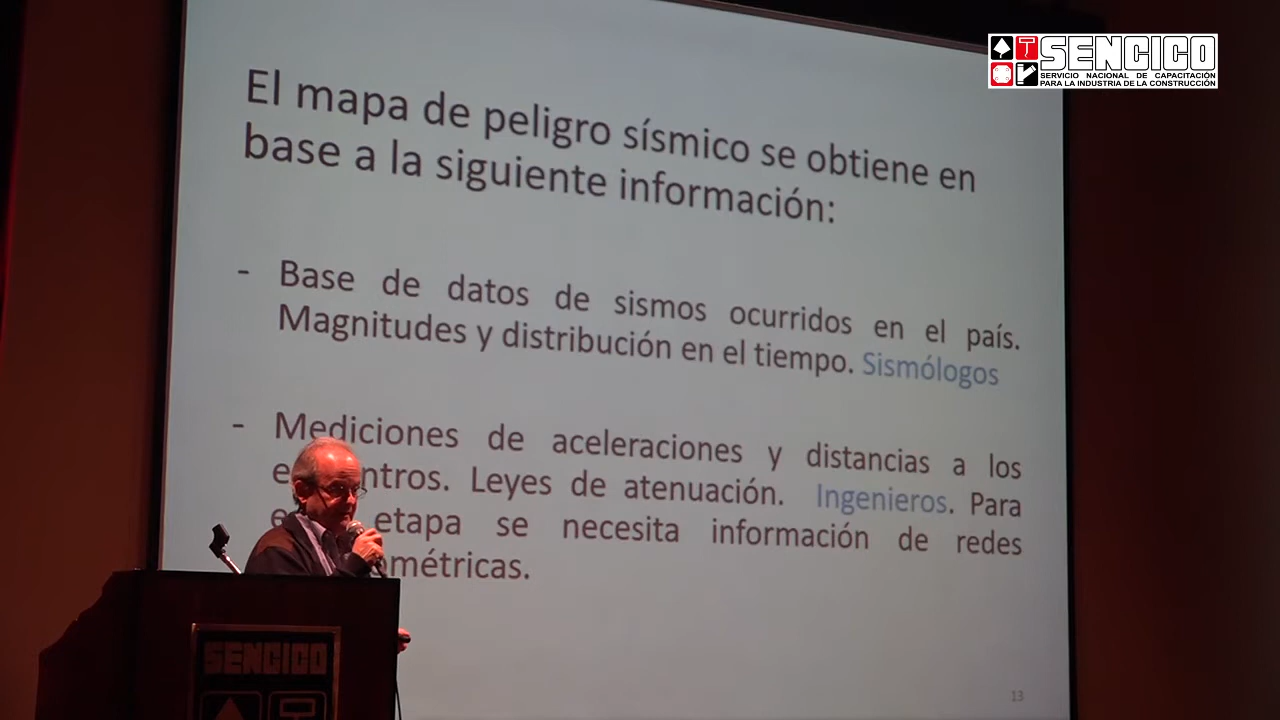 SENCICO
SERVICIO NACIONAL DE CAPACITACIÓN
PARA LA INDUSTRIA DE LA CONSTRUCCIÓN
El mapa de peligro sísmico se obtiene en
base a la siguiente información:
- Base de datos de sismos ocurridos en el país.
Magnitudes y distribución en el tiempo. Sismólogos
- Mediciones de aceleraciones y distancias a los
Leyes de atenuación. Ingenieros. Para
etapa se necesita información de redes
13
SENCICO